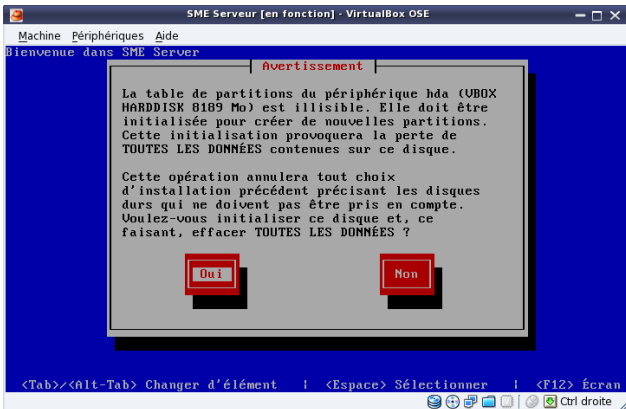 SME Serveur [en fonction] - VirtualBox OSE
Machine Périphériques Aide
Bienvenue dans SME Server
Avertissement
La table de partitions du périphérique hda (VBOX
HARDDISK 8189 Mo) est illisible. Elle doit être
initialisée pour créer de nouvelles partitions.
Cette initialisation provoquera la perte de
TOUTES LES DONNÉES contenues sur ce disque.
Cette opération annulera tout choix
d'installation précédent précisant les disques
durs qui ne doivent pas être pris en compte.
Voulez-vous initialiser ce disque et, ce
faisant, effacer TOUTES LES DONNÉES ?
Oui Non
<Tab>/<Alt-Tab> Changer d'élément | <Espace> Sélectionner | <F12> Écran
Ctrl droite